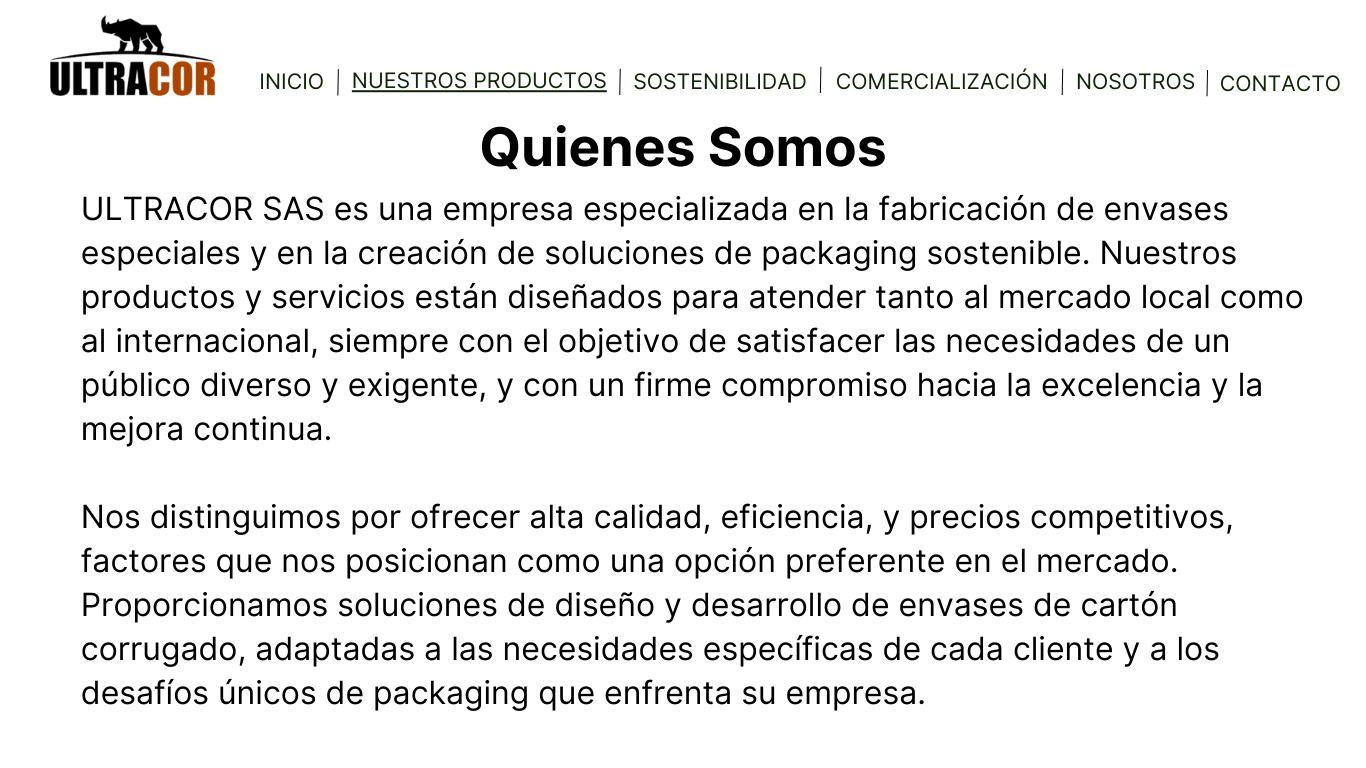 ULTRACOR
INICIO | NUESTROS PRODUCTOS | SOSTENIBILIDAD | COMERCIALIZACIÓN | NOSOTROS | CONTACTO
Quienes Somos
ULTRACOR SAS es una empresa especializada en la fabricación de envases
especiales y en la creación de soluciones de packaging sostenible. Nuestros
productos y servicios están diseñados para atender tanto al mercado local como
al internacional, siempre con el objetivo de satisfacer las necesidades de un
público diverso y exigente, y con un firme compromiso hacia la excelencia y la
mejora continua.
Nos distinguimos por ofrecer alta calidad, eficiencia, y precios competitivos,
factores que nos posicionan como una opción preferente en el mercado.
Proporcionamos soluciones de diseño y desarrollo de envases de cartón
corrugado, adaptadas a las necesidades específicas de cada cliente y a los
desafíos únicos de packaging que enfrenta su empresa.